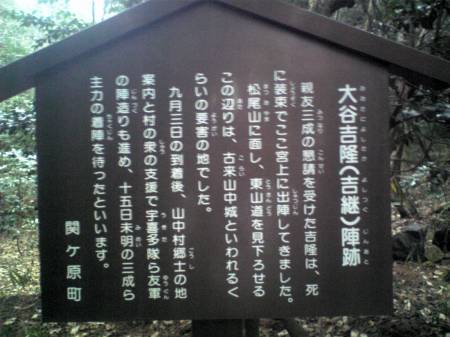 大谷吉隆(吉継)陣跡
親友三成の懇請を受けた吉隆は、死
に装束でここ宮上に出陣してきました。
松尾山に面し、東山道を見下ろせる
この辺りは、古来山中城といわれるく
らいの要害の地でした。
九月三日の到着後、山中村郷士の地
案内と村の衆の支援で宇喜多隊ら友軍
の陣造りも進め、十五日未明の三成ら
主力の着陣を待ったといいます。
関ケ原町